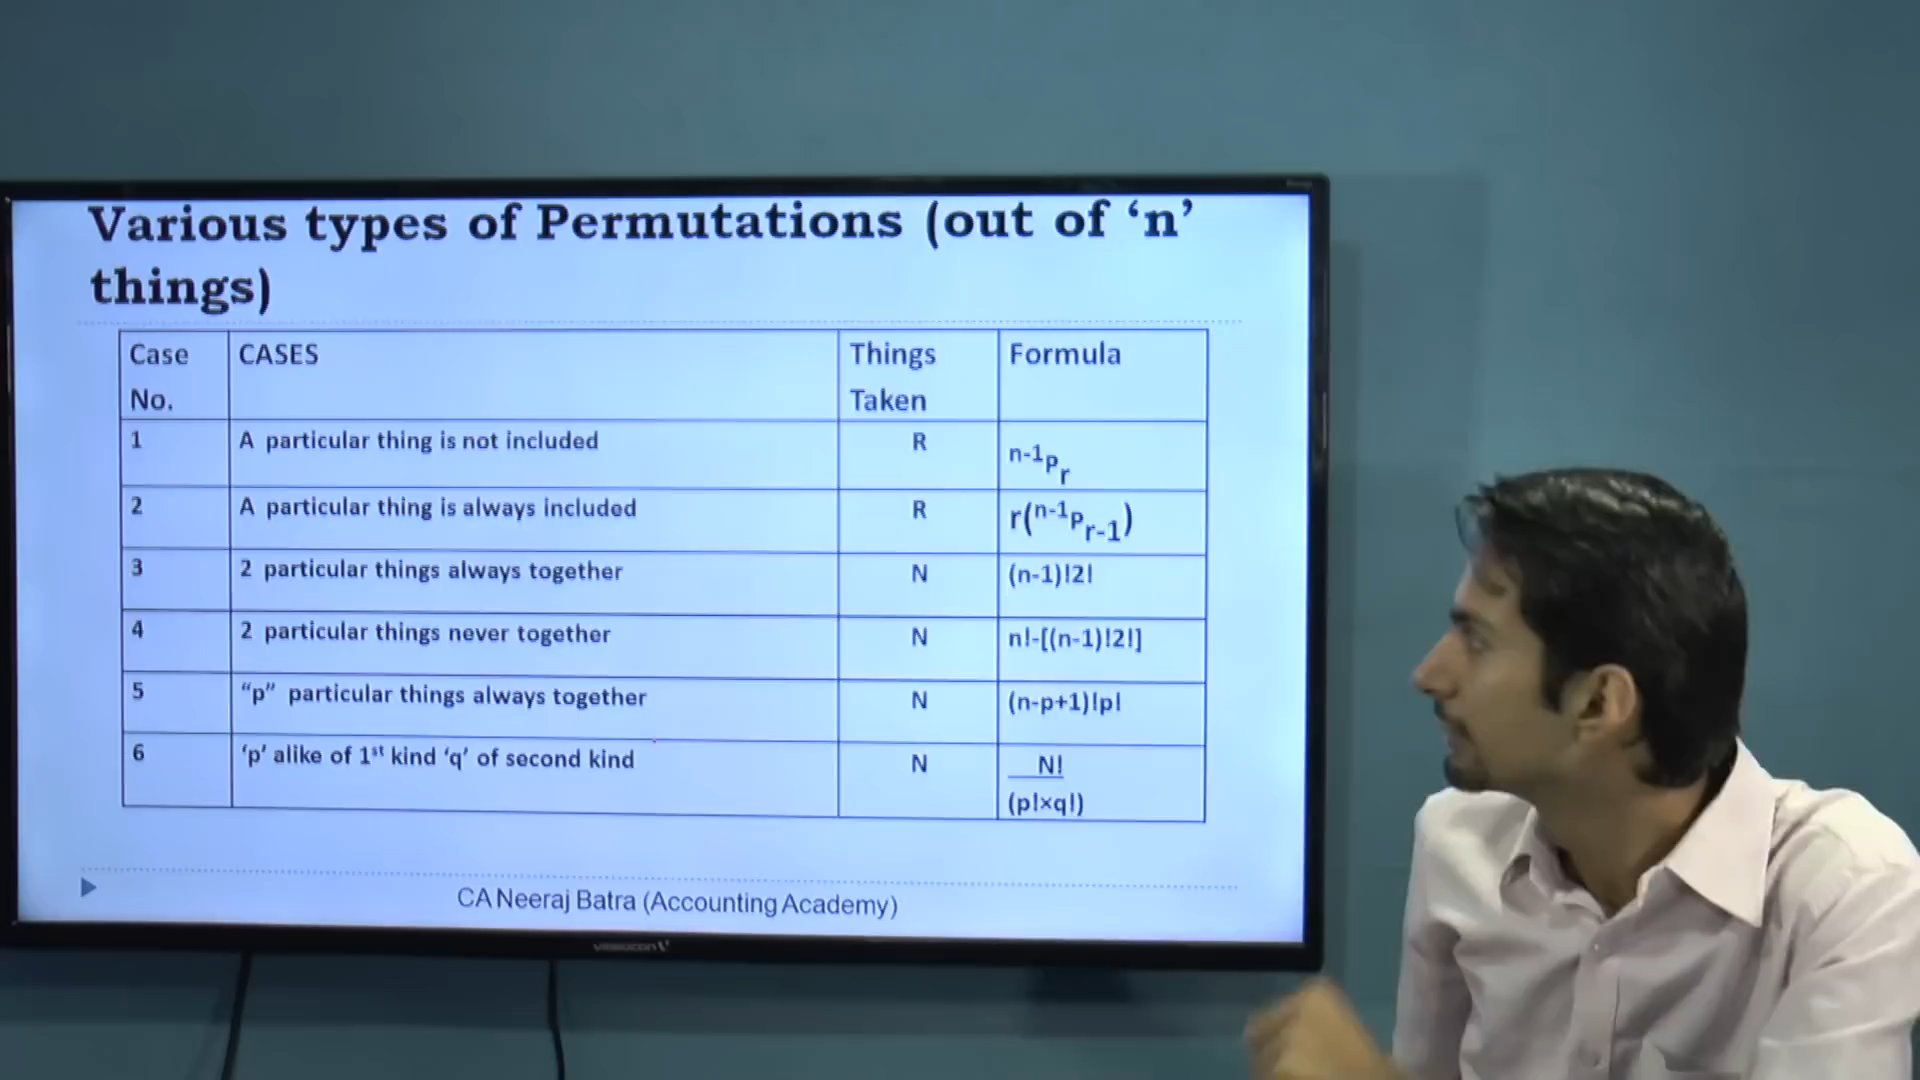 Various types of Permutations (out of ‘n’
things)
Case No. CASES Things Taken Formula
1 A particular thing is not included R n-1Pr
2 A particular thing is always included R r(n-1Pr-1)
3 2 particular things always together N (n-1)!2!
4 2 particular things never together N n!-[(n-1)!2!]
5 “p” particular things always together N (n-p+1)!p!
6 ‘p’ alike of 1st kind ‘q’ of second kind N N!
(p!×q!)
CA Neeraj Batra (Accounting Academy)